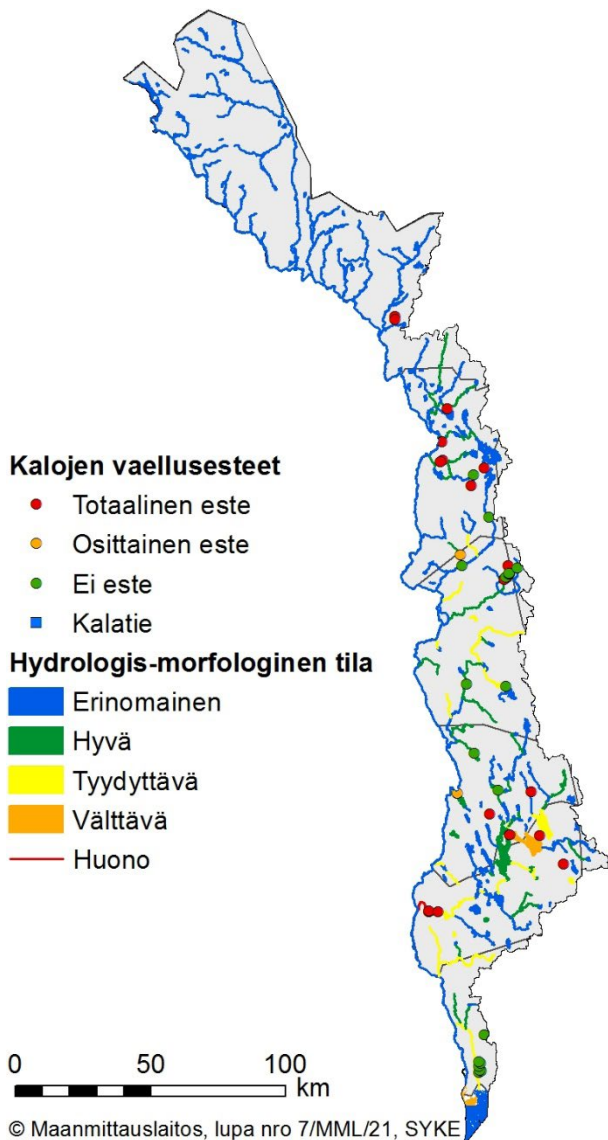 Kalojen vaellusesteet
Totaalinen este
Osittainen este
Ei este
Kalatie
Hydrologis-morfologinen tila
Erinomainen
Hyvä
Tyydyttävä
Välttävä
Huono
0 50 100
km
© Maanmittauslaitos, lupa nro 7/MML/21, SYKE